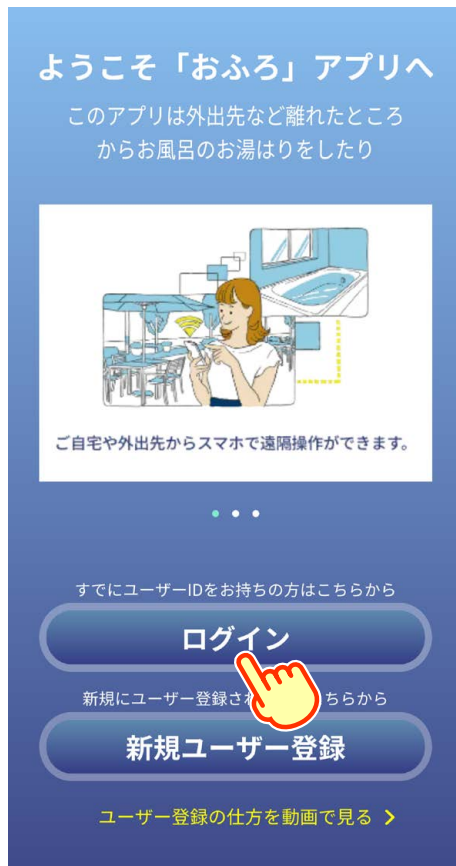 ようこそ「おふろ」アプリへ
このアプリは外出先など離れたところ
からお風呂のお湯はりをしたり
ご自宅や外出先からスマホで遠隔操作ができます。
すでにユーザーIDをお持ちの方はこちらから
ログイン
新規にユーザー登録さ ちらから
新規ユーザー登録
ユーザー登録の仕方を動画で見る